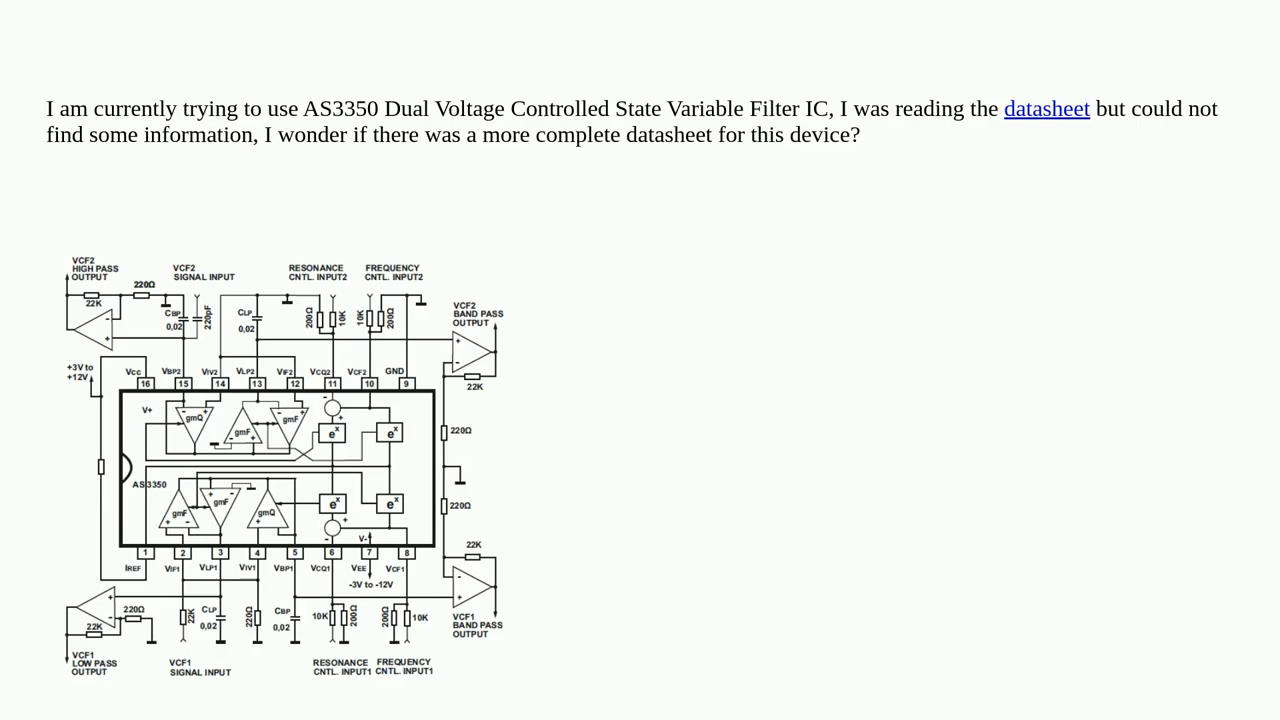 I am currently trying to use AS3350 Dual Voltage Controlled State Variable Filter IC, I was reading the datasheet but could not
find some information, I wonder if there was a more complete datasheet for this device?
VCF2
HIGH PASS
OUTPUT
220Ω
22K
VCF2
SIGNAL INPUT
CBP
0,02
220pF
CLP
0,02
RESONANCE
CNTL. INPUT2
200Ω
10K
FREQUENCY
CNTL. INPUT2
10K
200Ω
VCF2
BAND PASS
OUTPUT
22K
+3V to
+12V
VCC VBP2 VIV2 VLP2 VIF2 VCQ2 VCF2 GND
16 15 14 13 12 11 10 9
V+
gmQ gmF gmF
e^x e^x
220Ω
AS3350
gmF gmF gmQ
e^x e^x
220Ω
V-
1 2 3 4 5 6 7 8
IREF VIF1 VLP1 VIV1 VBP1 VCQ1 VEE VCF1
-3V to -12V
22K
220Ω
22K
22K
CLP
0,02
220Ω
CBP
0,02
10K
200Ω
200Ω
10K
VCF1
BAND PASS
OUTPUT
VCF1
LOW PASS
OUTPUT
VCF1
SIGNAL INPUT
RESONANCE
CNTL. INPUT1
FREQUENCY
CNTL. INPUT1